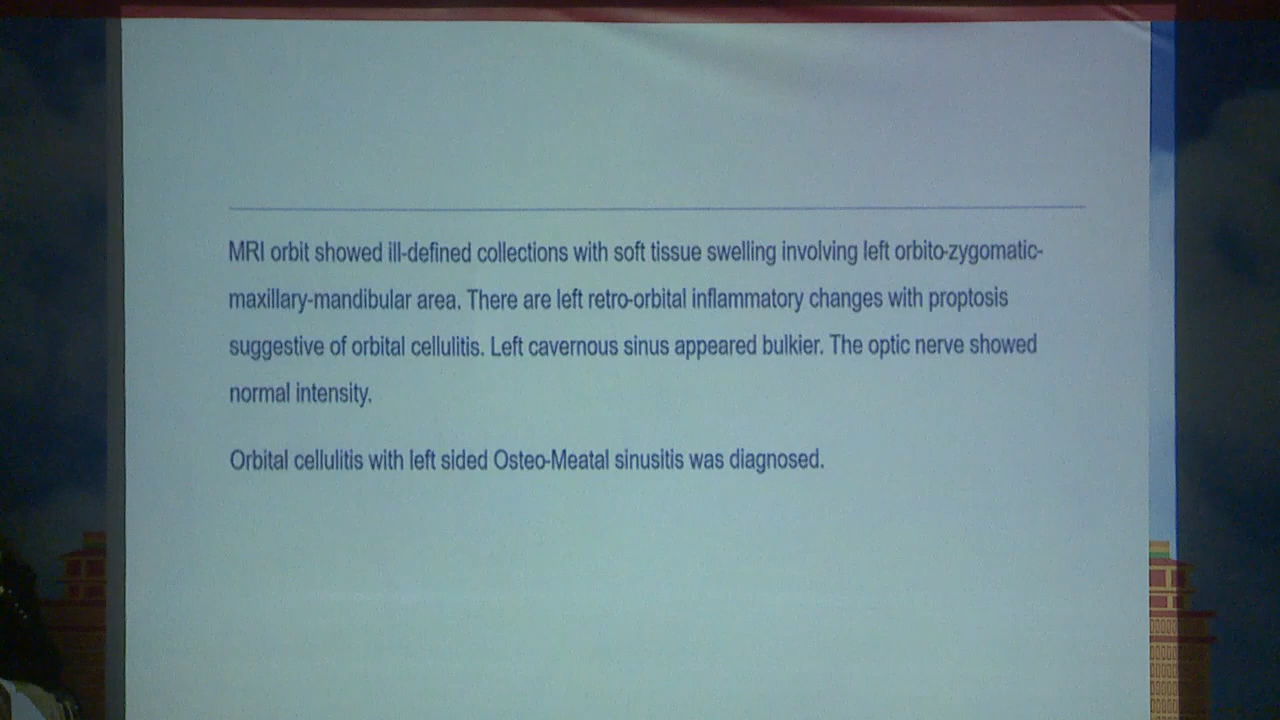 MRI orbit showed ill-defined collections with soft tissue swelling involving left orbito-zygomatic-
maxillary-mandibular area. There are left retro-orbital inflammatory changes with proptosis
suggestive of orbital cellulitis. Left cavernous sinus appeared bulkier. The optic nerve showed
normal intensity.
Orbital cellulitis with left sided Osteo-Meatal sinusitis was diagnosed.